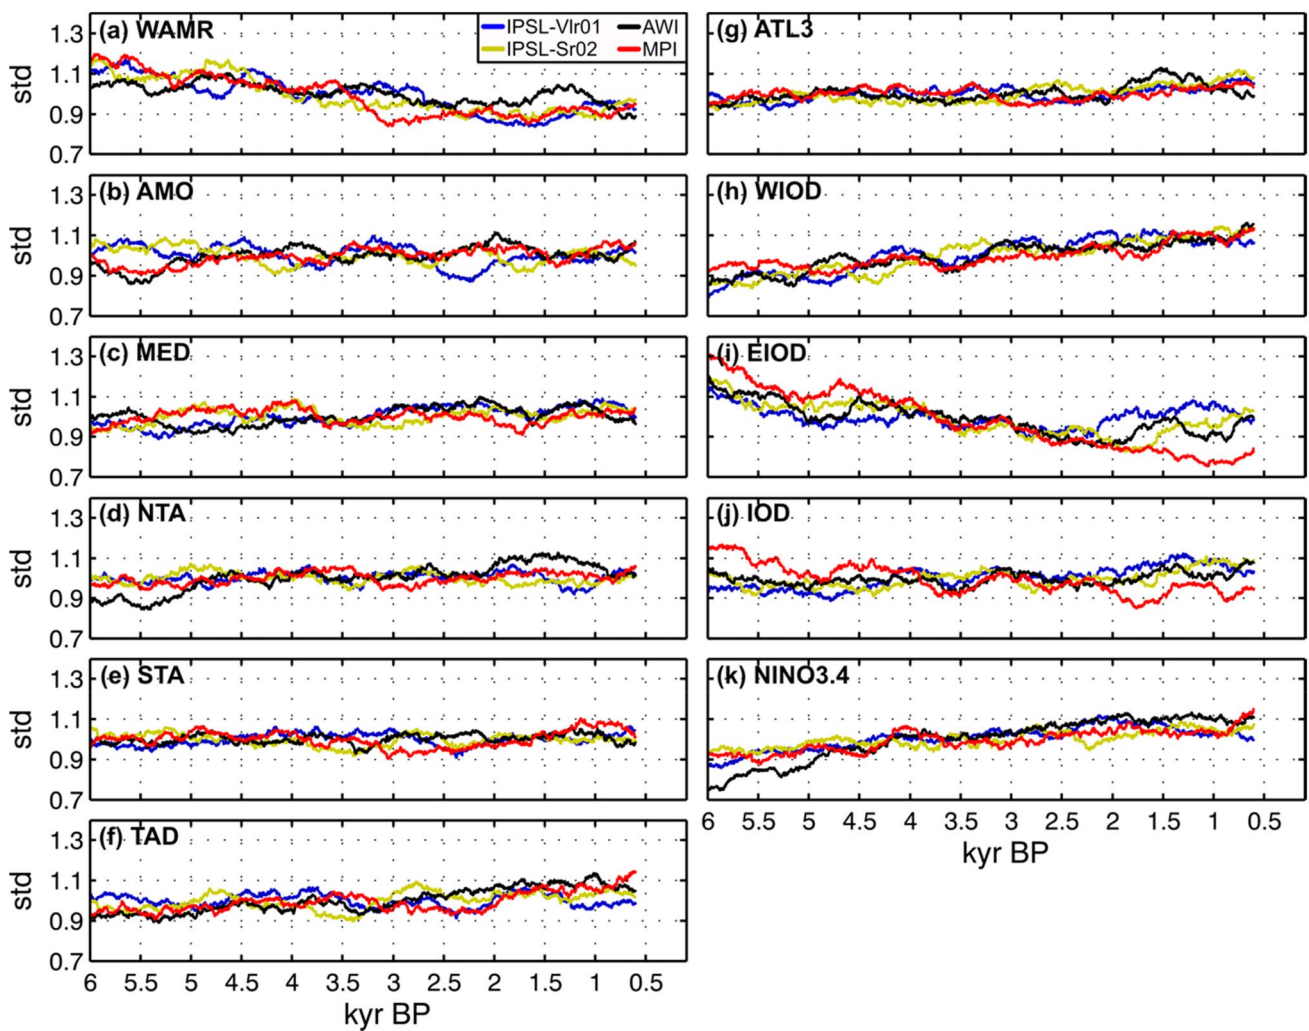 (a) WAMR
IPSL-Vlr01 AWI
IPSL-Sr02 MPI
std
1.3
1.1
0.9
0.7
(b) AMO
std
1.3
1.1
0.9
0.7
(c) MED
std
1.3
1.1
0.9
0.7
(d) NTA
std
1.3
1.1
0.9
0.7
(e) STA
std
1.3
1.1
0.9
0.7
(f) TAD
std
1.3
1.1
0.9
0.7
6 5.5 5 4.5 4 3.5 3 2.5 2 1.5 1 0.5
kyr BP
(g) ATL3
(h) WIOD
(i) EIOD
(j) IOD
(k) NINO3.4
6 5.5 5 4.5 4 3.5 3 2.5 2 1.5 1 0.5
kyr BP